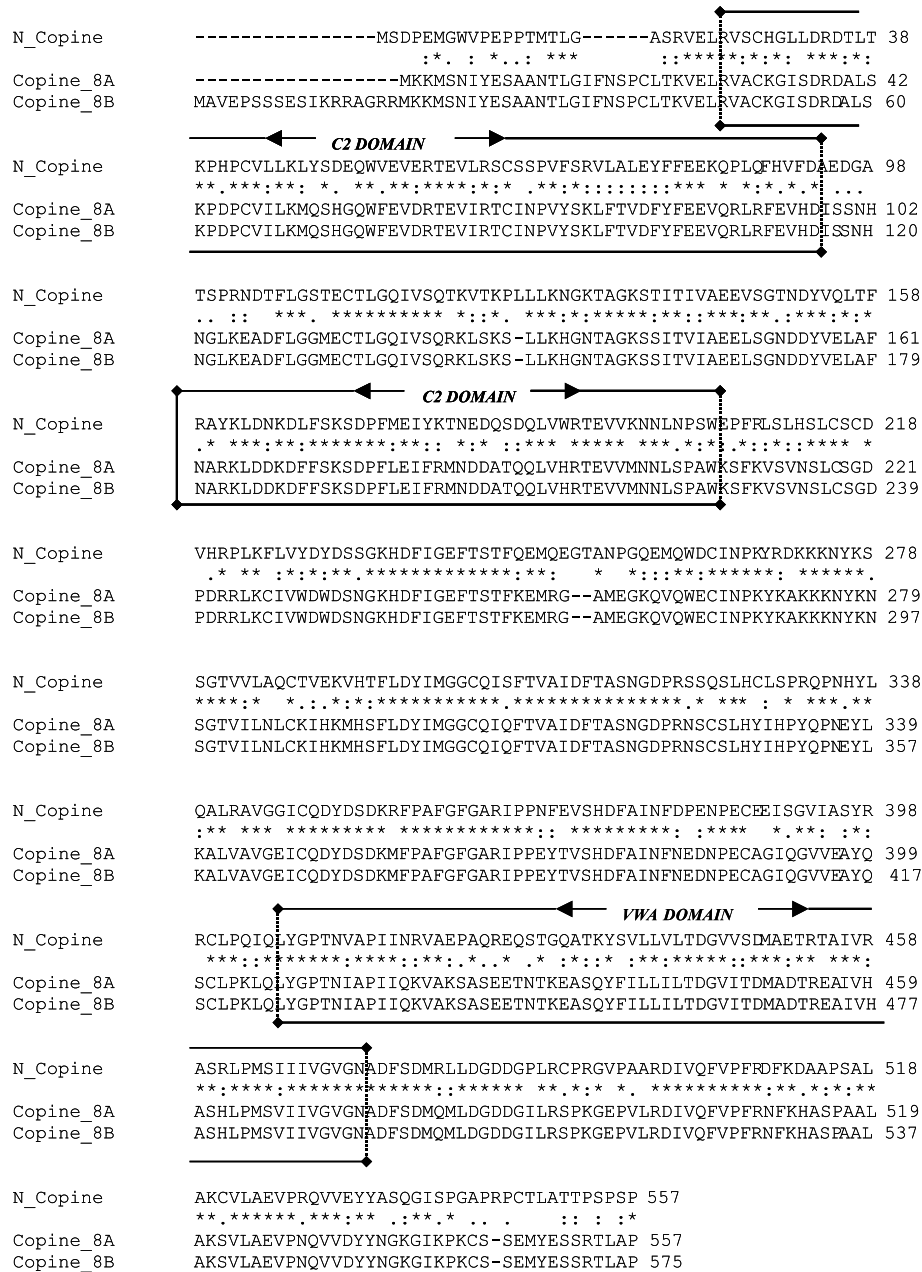 N_Copine ----------------MSDPEMGWVPEPPTMTLG------ASRVELRVSCHGLLDRDTLT 38
:*. :* . .*** . ::******:*:*: ***:*:
Copine_8A ------------------MKKMSNIYESAANTLGIFNSPCLTKVELRVACKGISDRDALS 42
Copine_8B MAVEPSSSESIKRRAGRRMKKMSNIYESAANTLGIFNSPCLTKVELRVACKGISDRDALS 60
C2 DOMAIN
N_Copine KPHPCVLLKLYSDEQWVEVERTEVLRSCSSPVFSRVLALEYFFEEKQPLQFHVFDAEDGA 98
**.***:**: *. **.**:****:*:* .**:*:: ::::***** * *:*.*.* ...
Copine_8A KPDPCVILKMQSHGQWFEVDRTEVIRTCINPVYSKLFTVDFYFEEVQRLRFEVHDISSNH 102
Copine_8B KPDPCVILKMQSHGQWFEVDRTEVIRTCINPVYSKLFTVDFYFEEVQRLRFEVHDISSNH 120
N_Copine TSPRNDTFLGSTECTLGQIVSQTKVTKPLLLKNGKTAGKSTITIVAEEVSGTNDYVQLTF 158
.. :: ***. *********** *::.: ***:*:*****:***.***:**.:***:*:*
Copine_8A NGLKEADFLGGMECTLGQIVSQRKLSKS-LLKHGNTAGKSSITVIAEELSGNDDYVELAF 161
Copine_8B NGLKEADFLGGMECTLGQIVSQRKLSKS-LLKHGNTAGKSSITVIAEELSGNDDYVELAF 179
C2 DOMAIN
N_Copine RAYKLDNKDLFSKSDPFMEIYKTNEDQSDQLVWRTEVVKNNLNPSWEPFRLSLHSLCSCD 218
.* ***:** *******:**:: *:* :.*** *****:***.*:*: *::*::**** *
Copine_8A NARKLDDKDFFSKSDPFLEIFRMNDDATQQLVHRTEVVMNNLSPAWKSFKVSVNSLCSGD 221
Copine_8B NARKLDDKDFFSKSDPFLEIFRMNDDATQQLVHRTEVVMNNLSPAWKSFKVSVNSLCSGD 239
N_Copine VHRPLKFLVYDYDSSGKHDFIGEFTSTFQEMQEGTANPGQEMQWDCINPKYRDKKKNYKS 278
.* ** :*:*:**.*************:**: * *::**:****** ********.
Copine_8A PDRRLKCIVWDWDSNGKHDFIGEFTSTFKEMRG--AMEGKQVQWECINPKYKAKKKNYKN 279
Copine_8B PDRRLKCIVWDWDSNGKHDFIGEFTSTFKEMRG--AMEGKQVQWECINPKYKAKKKNYKN 297
N_Copine SGTVVLAQCTVEKVHTFLDYIMGGCQISFTVAIDFTASNGDPRSSQSLHCLSPRQPNHYL 338
****:* *.:.*:*:*********** ****************.* *** : * ***.**
Copine_8A SGTVILNLCKIHKMHSFLDYIMGGCQIQFTVAIDFTASNGDPRNSCSLHYIHPYQPNEYL 339
Copine_8B SGTVILNLCKIHKMHSFLDYIMGGCQIQFTVAIDFTASNGDPRNSCSLHYIHPYQPNEYL 357
N_Copine QALRAVGGICQDYDSDKRFPAFGFGARIPPNFEVSHDFAINFDPENPECEEISGVIASYR 398
:** *** ********* ************:: *********:*:**** *.**: :*:
Copine_8A KALVAVGEICQDYDSDKMFPAFGFGARIPPEYTVSHDFAINFNEDNPECAGIQGVVEAYQ 399
Copine_8B KALVAVGEICQDYDSDKMFPAFGFGARIPPEYTVSHDFAINFNEDNPECAGIQGVVEAYQ 417
VWA DOMAIN
N_Copine RCLPQIQLYGPTNVAPIINRVAEPAQREQSTGQATKYSVLLVLTDGVVSDMAETRTAIVR 458
***::********:****::**:.*..* .* :*::* :**:*****::***:** ***:
Copine_8A SCLPKLQLYGPTNIAPIIQKVAKSASEETNTKEASQYFILLILTDGVITDMADTREAIVH 459
Copine_8B SCLPKLQLYGPTNIAPIIQKVAKSASEETNTKEASQYFILLILTDGVITDMADTREAIVH 477
N_Copine ASRLPMSIIIVGVGNADFSDMRLLDGDDGPLRCPRGVPAARDIVQFVPFRDFKDAAPSAL 518
**:****:*************::******* ** *:* *. **********:** *:*:**
Copine_8A ASHLPMSVIIVGVGNADFSDMQMLDGDDGILRSPKGEPVLRDIVQFVPFRNFKHASPAAL 519
Copine_8B ASHLPMSVIIVGVGNADFSDMQMLDGDDGILRSPKGEPVLRDIVQFVPFRNFKHASPAAL 537
N_Copine AKCVLAEVPRQVVEYYASQGISPGAPRPCTLATTPSPSP 557
**.******.****:** .:**.* . . :: : *
Copine_8A AKSVLAEVPNQVVDYYNGKGIKPKCS-SEMYESSRTLAP 557
Copine_8B AKSVLAEVPNQVVDYYNGKGIKPKCS-SEMYESSRTLAP 575